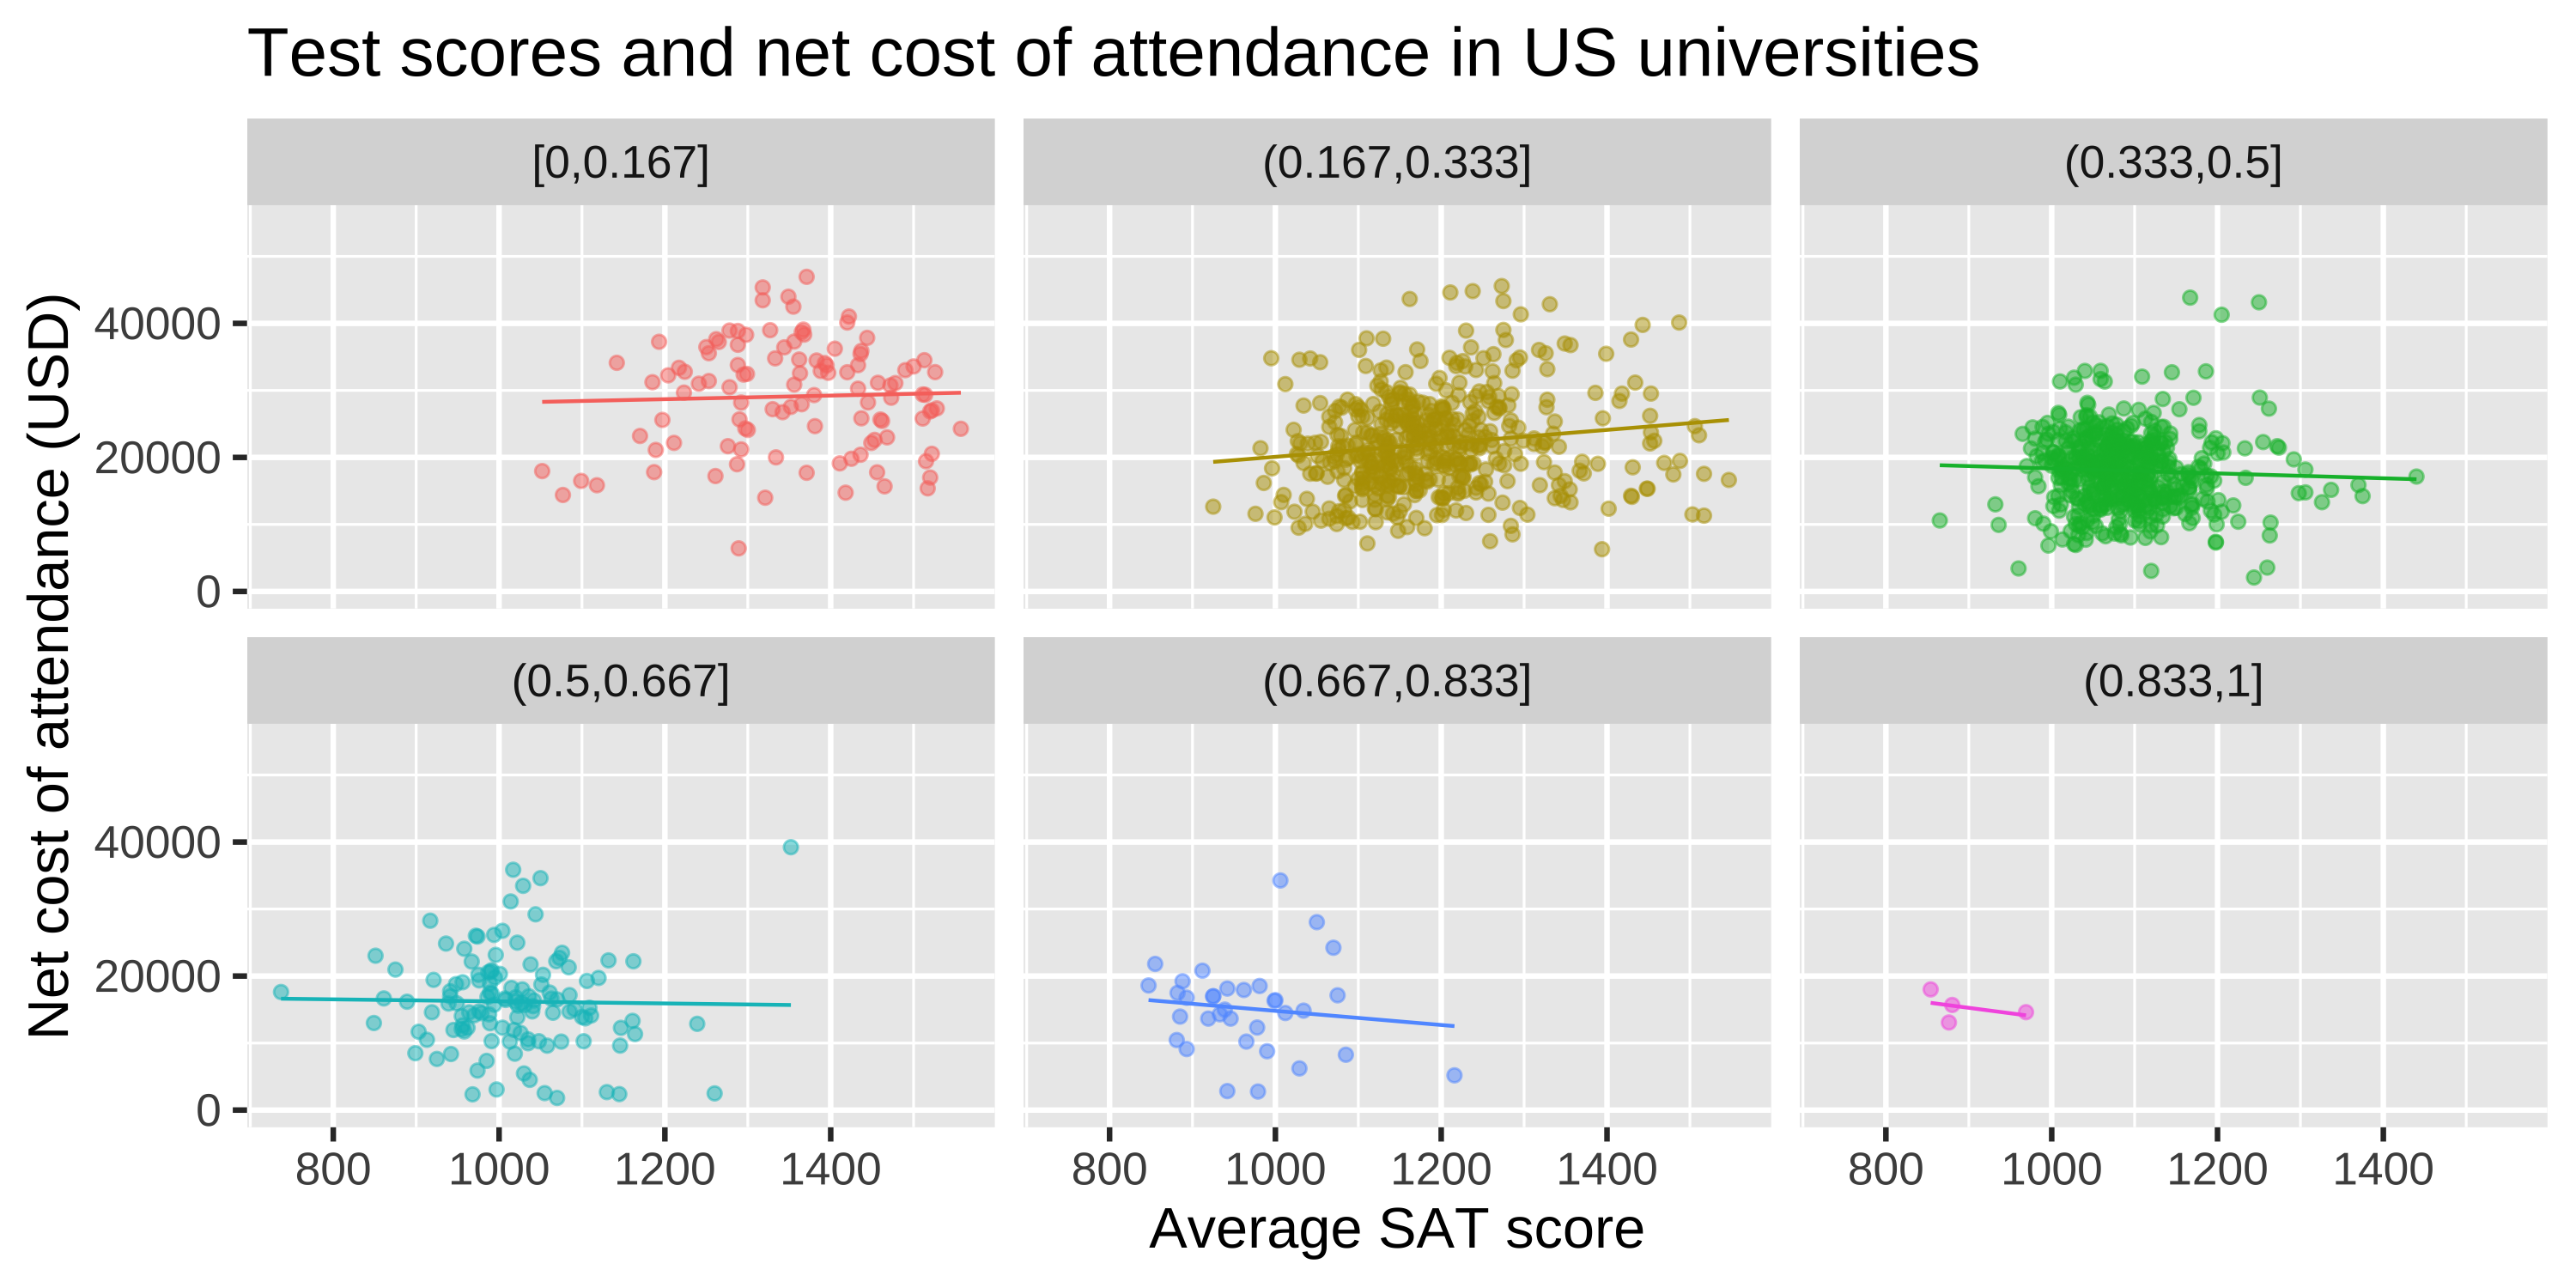 Test scores and net cost of attendance in US universities
[0,0.167]
(0.167,0.333]
(0.333,0.5]
40000
20000
0
(0.5,0.667]
(0.667,0.833]
(0.833,1]
40000
20000
0
Net cost of attendance (USD)
800 1000 1200 1400
800 1000 1200 1400
800 1000 1200 1400
Average SAT score